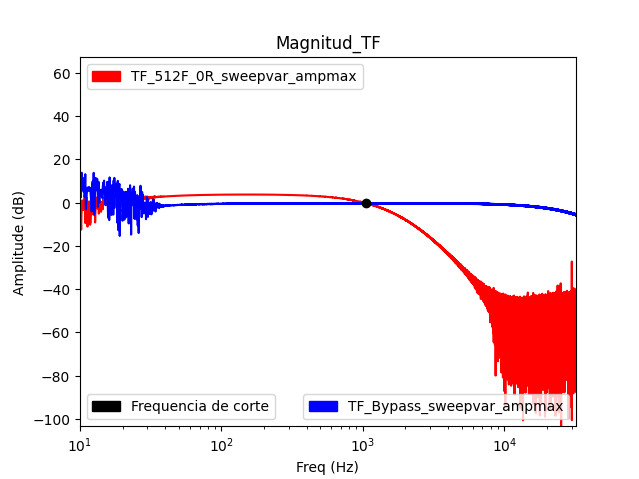 Magnitud_TF
TF_512F_0R_sweepvar_ampmax
60
40
20
0
−20
−40
−60
−80
−100
Amplitude (dB)
Frequencia de corte
TF_Bypass_sweepvar_ampmax
10^1
10^2
10^3
10^4
Freq (Hz)